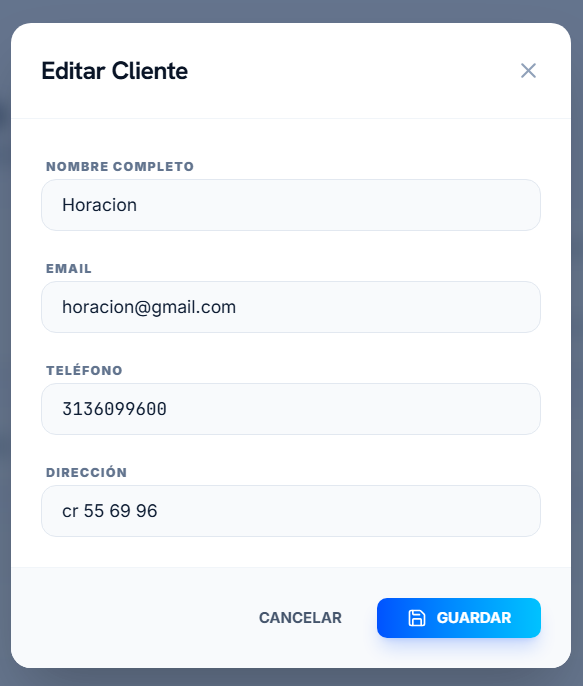 Editar Cliente
NOMBRE COMPLETO
Horacion
EMAIL
horacion@gmail.com
TELÉFONO
3136099600
DIRECCIÓN
cr 55 69 96
CANCELAR
GUARDAR